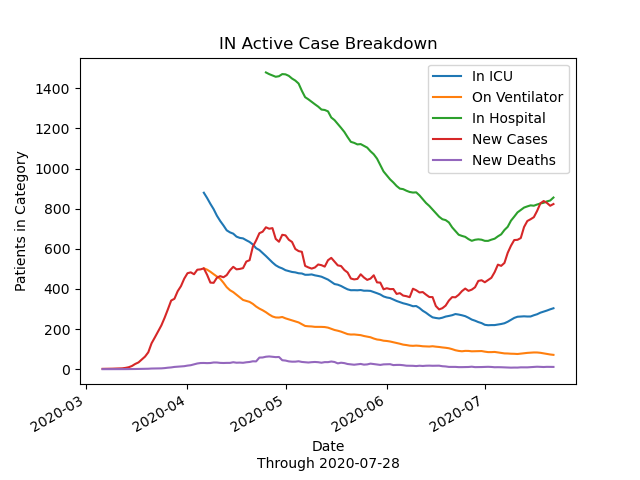 IN Active Case Breakdown
In ICU
On Ventilator
In Hospital
New Cases
New Deaths
Patients in Category
1400
1200
1000
800
600
400
200
0
2020-03
2020-04
2020-05
2020-06
2020-07
Date
Through 2020-07-28